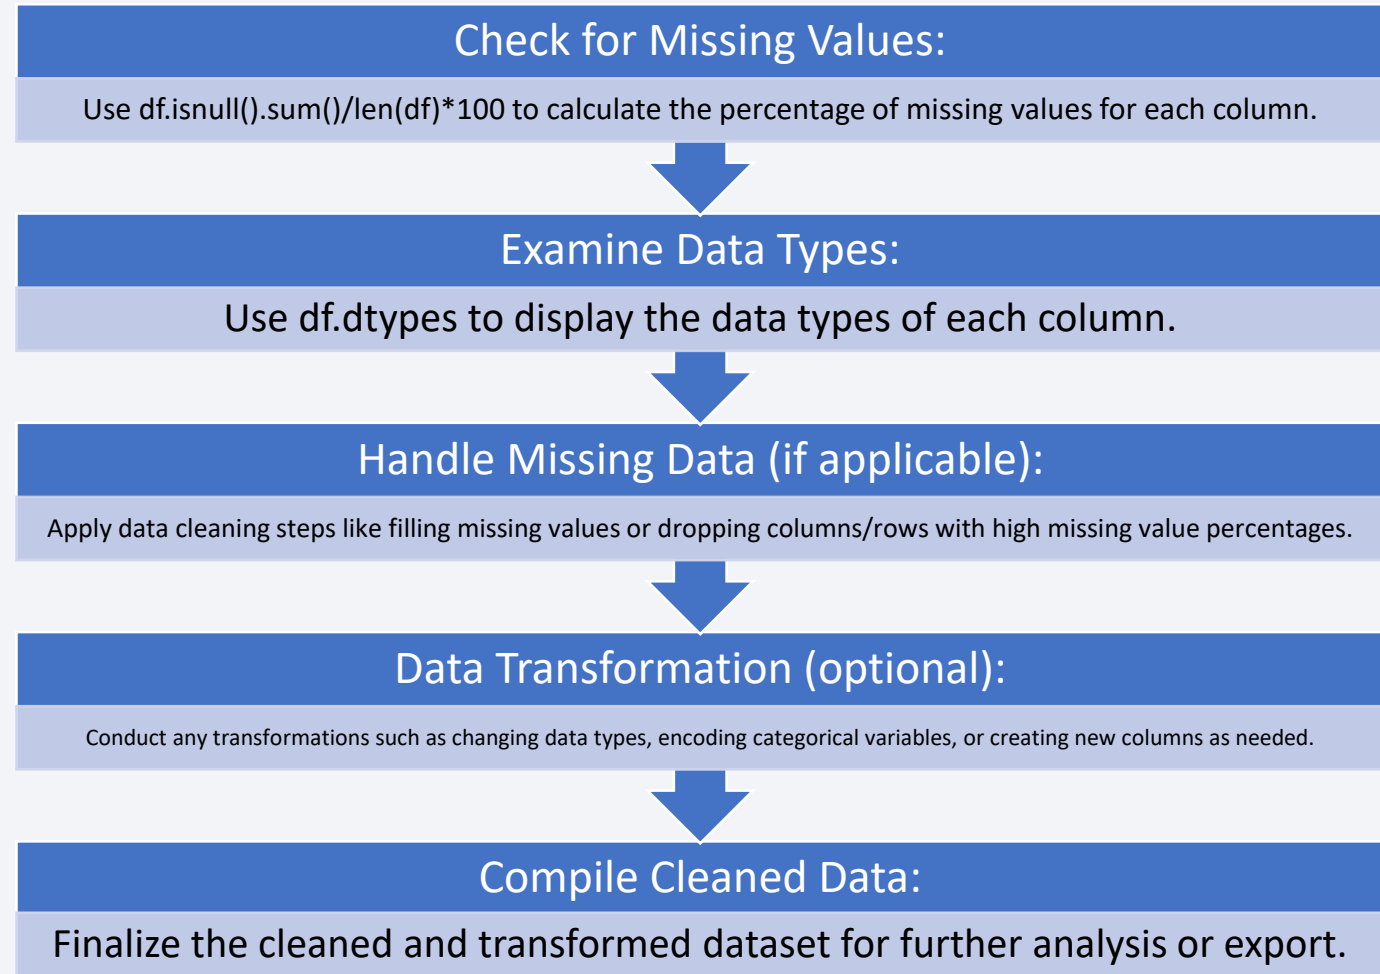 Check for Missing Values:
Use df.isnull().sum()/len(df)*100 to calculate the percentage of missing values for each column.
Examine Data Types:
Use df.dtypes to display the data types of each column.
Handle Missing Data (if applicable):
Apply data cleaning steps like filling missing values or dropping columns/rows with high missing value percentages.
Data Transformation (optional):
Conduct any transformations such as changing data types, encoding categorical variables, or creating new columns as needed.
Compile Cleaned Data:
Finalize the cleaned and transformed dataset for further analysis or export.